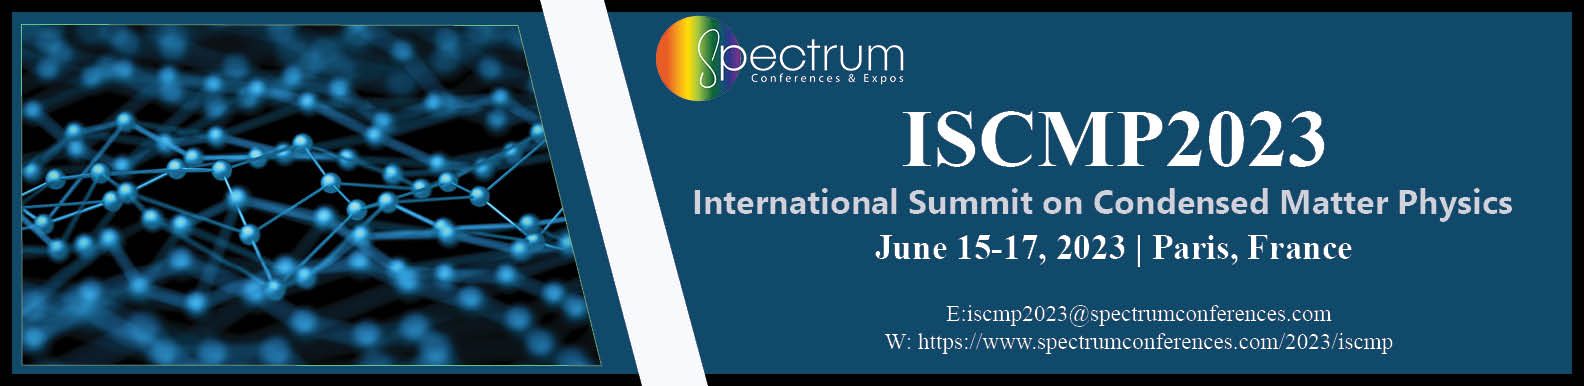 Spectrum
Conferences & Expos
ISCMP2023
International Summit on Condensed Matter Physics
June 15-17, 2023 | Paris, France
E:iscmp2023@spectrumconferences.com
W: https://www.spectrumconferences.com/2023/iscmp